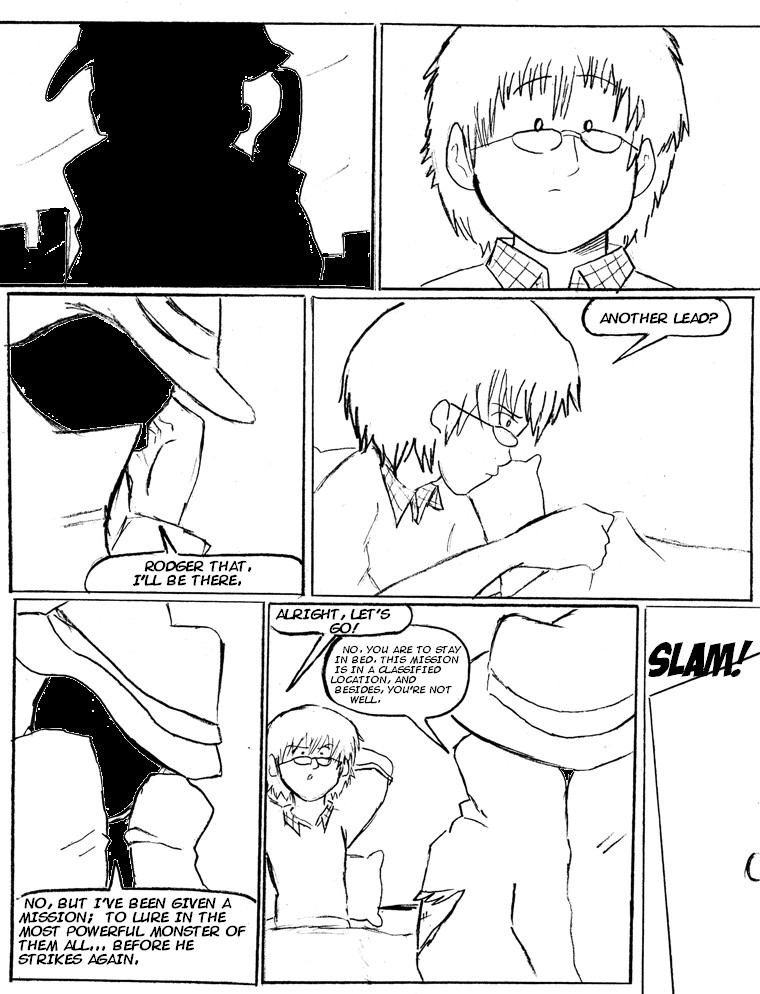 ANOTHER LEAD?
RODGER THAT,
I'LL BE THERE.
NO, BUT I'VE BEEN GIVEN A
MISSION; TO LURE IN THE
MOST POWERFUL MONSTER OF
THEM ALL... BEFORE HE
STRIKES AGAIN.
ALRIGHT, LET'S
GO!
NO, YOU ARE TO STAY
IN BED. THIS MISSION
IS IN A CLASSIFIED
LOCATION, AND
BESIDES, YOU'RE NOT
WELL.
SLAM!